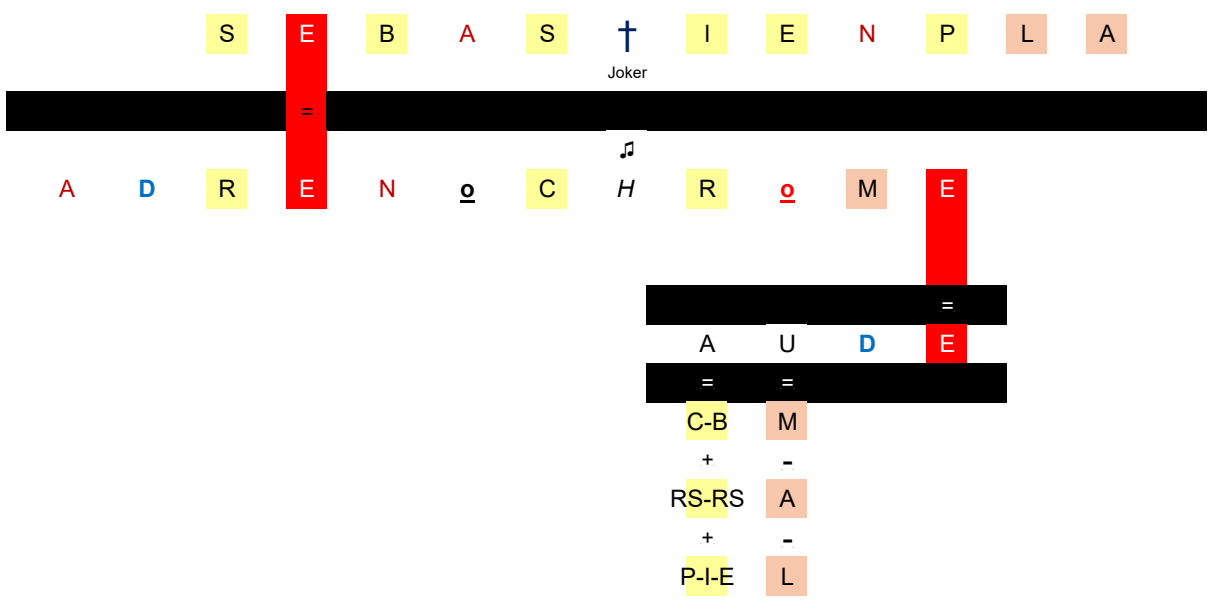 S E B A S † I E N P L A
Joker
=
♫
A D R E N o C H R o M E
=
A U D E
= =
C-B M
+ -
RS-RS A
+ -
P-I-E L